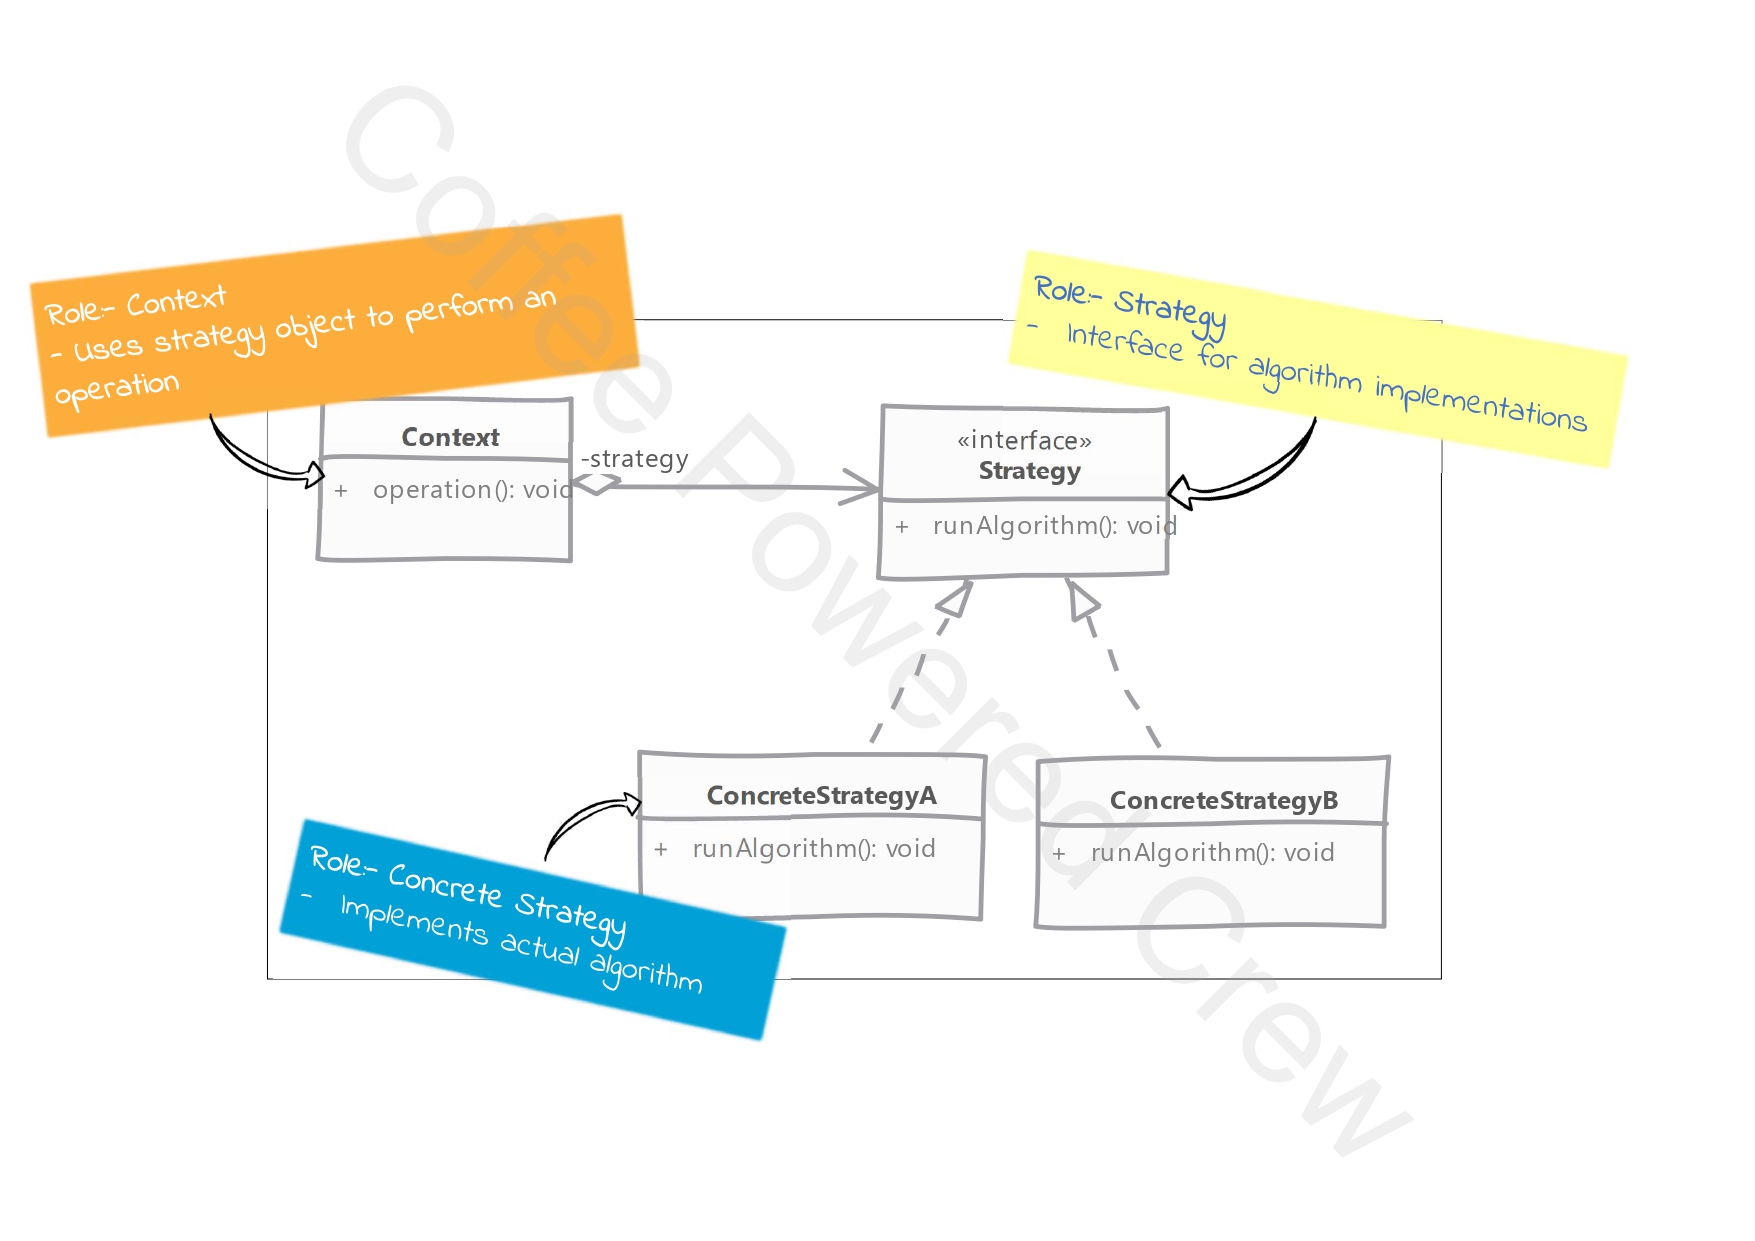 Role:- Context
- Uses strategy object to perform an
operation
Role:- Strategy
- Interface for algorithm implementations
Context
+ operation(): void
-strategy
«interface»
Strategy
+ runAlgorithm(): void
ConcreteStrategyA
+ runAlgorithm(): void
ConcreteStrategyB
+ runAlgorithm(): void
Role:- Concrete Strategy
- Implements actual algorithm
Coffee Powered Crew